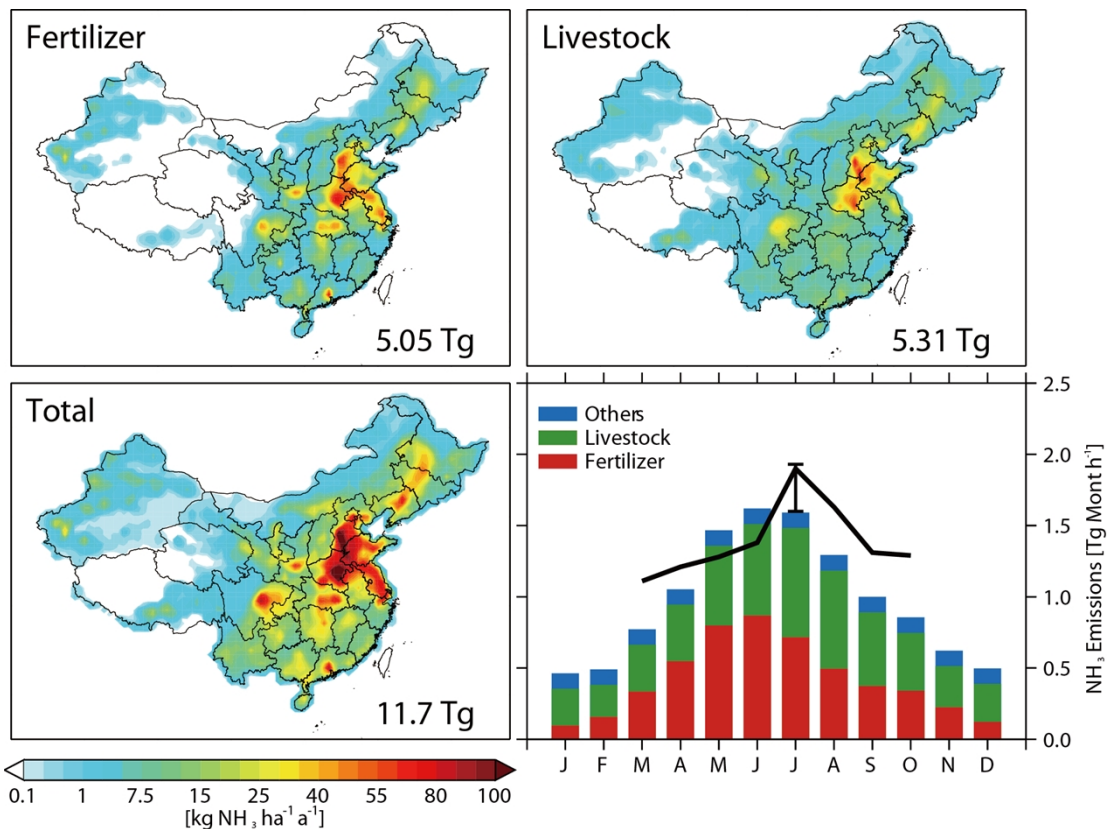 Fertilizer
5.05 Tg
Livestock
5.31 Tg
Total
11.7 Tg
0.1 1 7.5 15 25 40 55 80 100
[kg NH₃ ha⁻¹ a⁻¹]
Others
Livestock
Fertilizer
2.5
2.0
1.5
1.0
0.5
0.0
NH₃ Emissions [Tg Mont h⁻¹]
J F M A M J J A S O N D